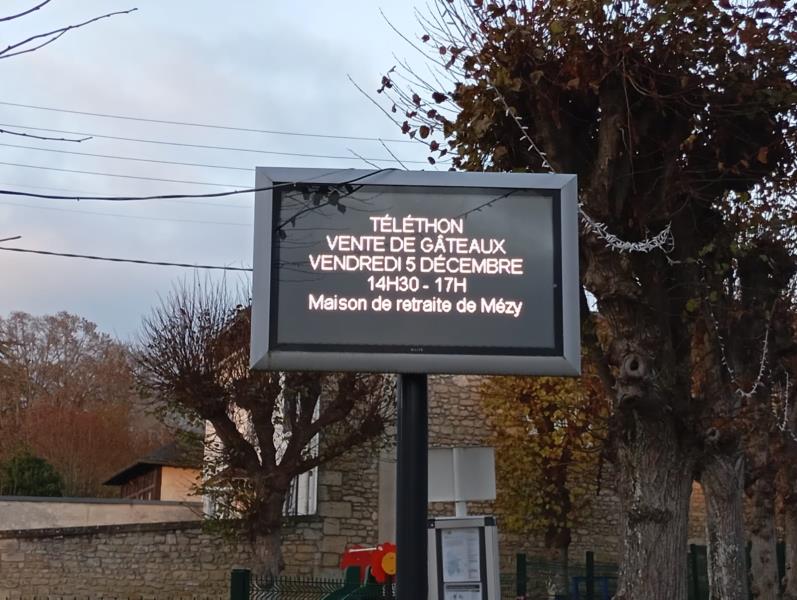 TÉLÉTHON
VENTE DE GÂTEAUX
VENDREDI 5 DÉCEMBRE
14H30 - 17H
Maison de retraite de Mézy